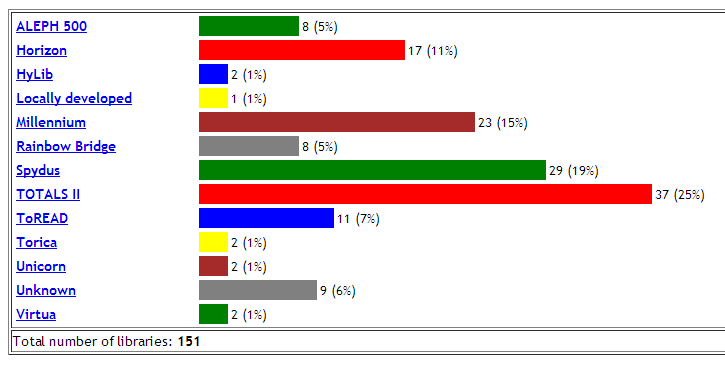 ALEPH 500 8 (5%)
Horizon 17 (11%)
HyLib 2 (1%)
Locally developed 1 (1%)
Millennium 23 (15%)
Rainbow Bridge 8 (5%)
Spydus 29 (19%)
TOTALS II 37 (25%)
ToREAD 11 (7%)
Torica 2 (1%)
Unicorn 2 (1%)
Unknown 9 (6%)
Virtua 2 (1%)
Total number of libraries: 151